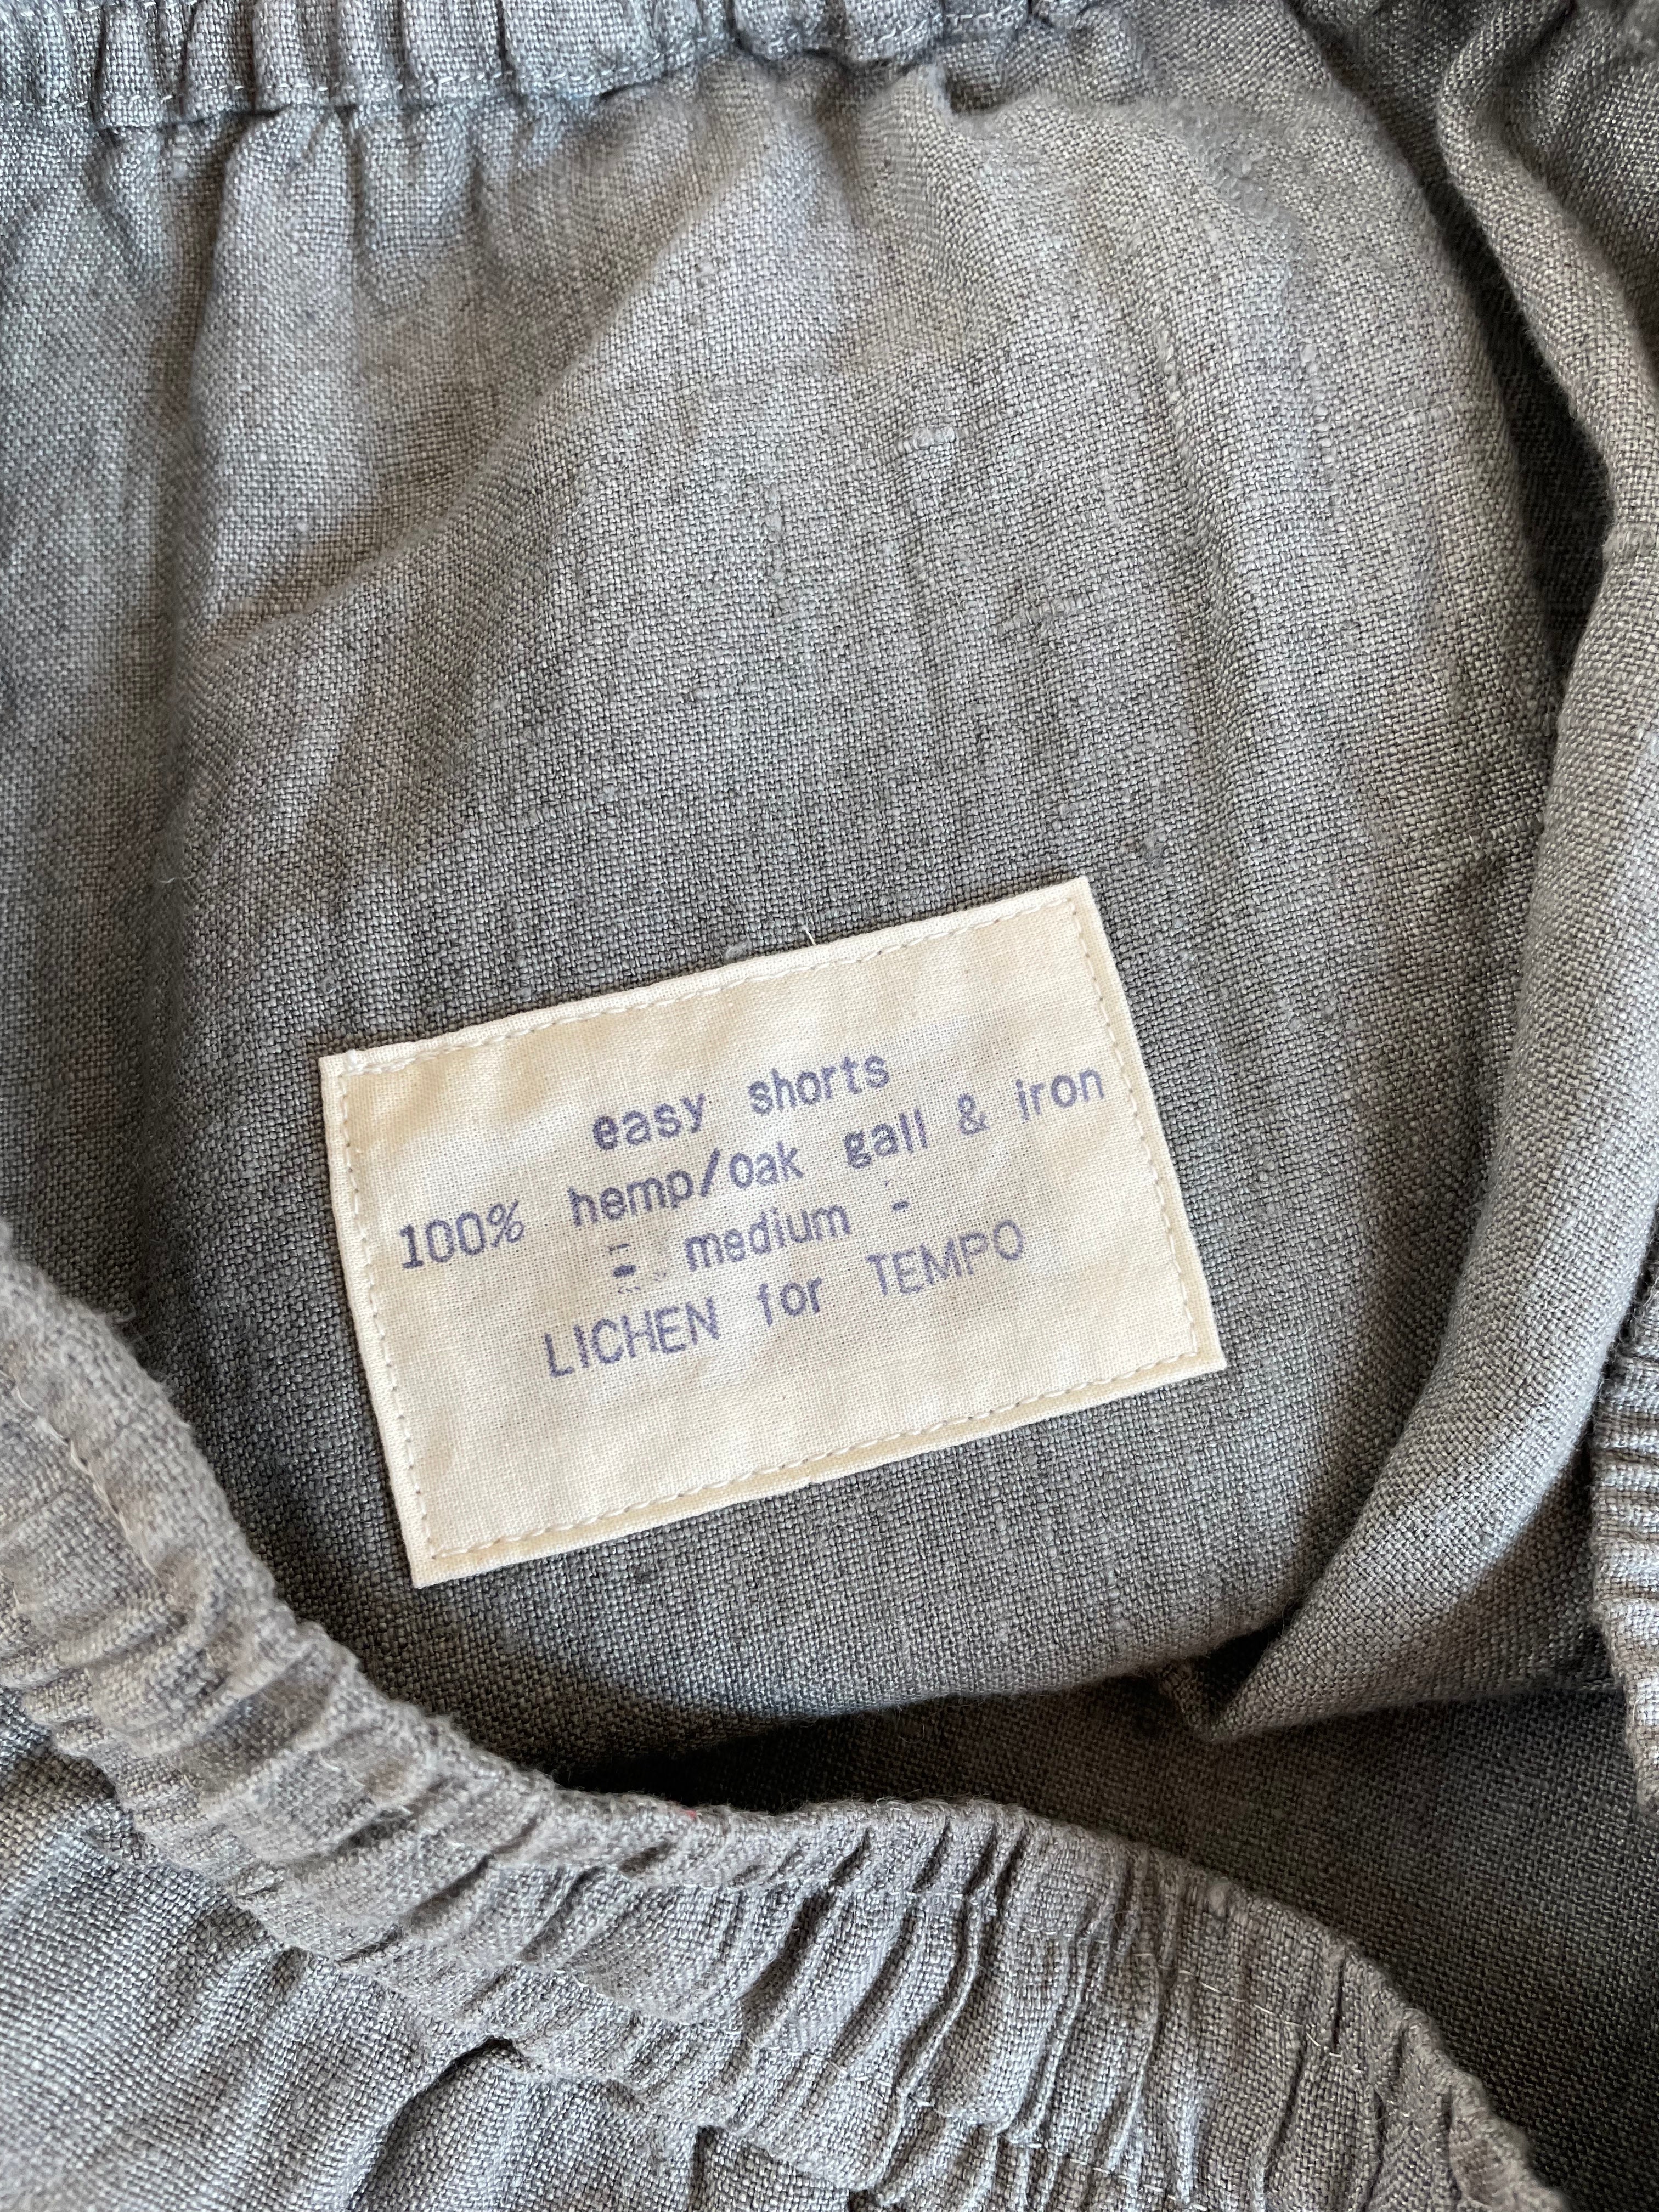 easy shorts
100% hemp/oak gall & iron
- medium -
LICHEN for TEMPO